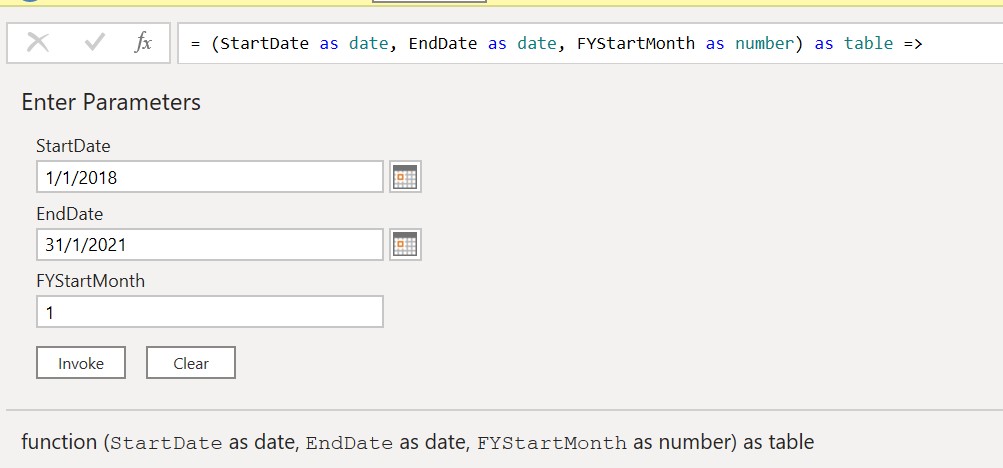 fx = (StartDate as date, EndDate as date, FYStartMonth as number) as table =>
Enter Parameters
StartDate
1/1/2018
EndDate
31/1/2021
FYStartMonth
1
Invoke Clear
function (StartDate as date, EndDate as date, FYStartMonth as number) as table